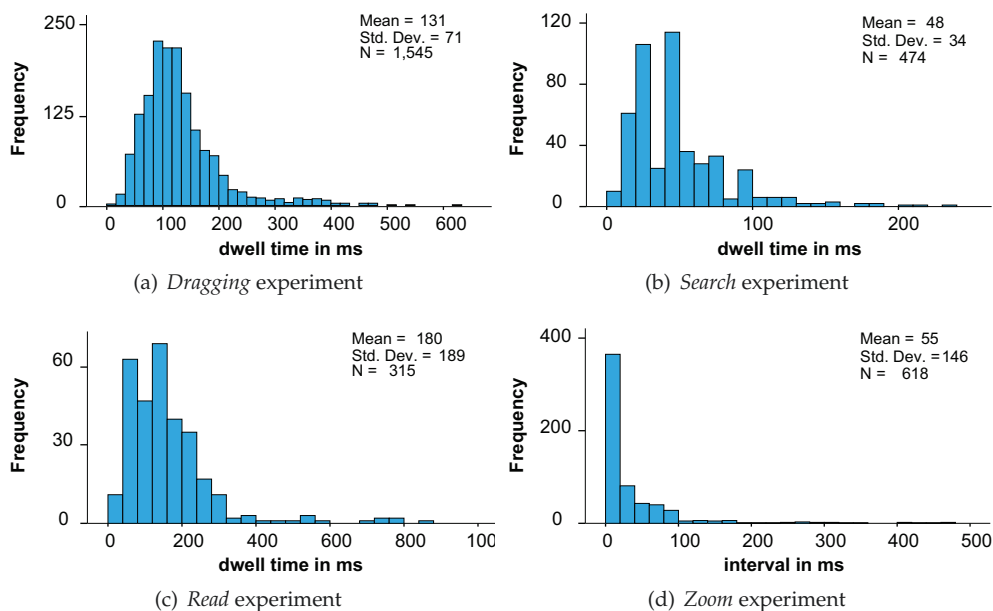 250
125
0
Frequency
Mean = 131
Std. Dev. = 71
N = 1,545
0 100 200 300 400 500 600
dwell time in ms
(a) Dragging experiment
120
80
40
0
Frequency
Mean = 48
Std. Dev. = 34
N = 474
0 100 200
dwell time in ms
(b) Search experiment
60
30
0
Frequency
Mean = 180
Std. Dev. = 189
N = 315
0 200 400 600 800 100
dwell time in ms
(c) Read experiment
400
200
0
Frequency
Mean = 55
Std. Dev. =146
N = 618
0 100 200 300 400 500
interval in ms
(d) Zoom experiment